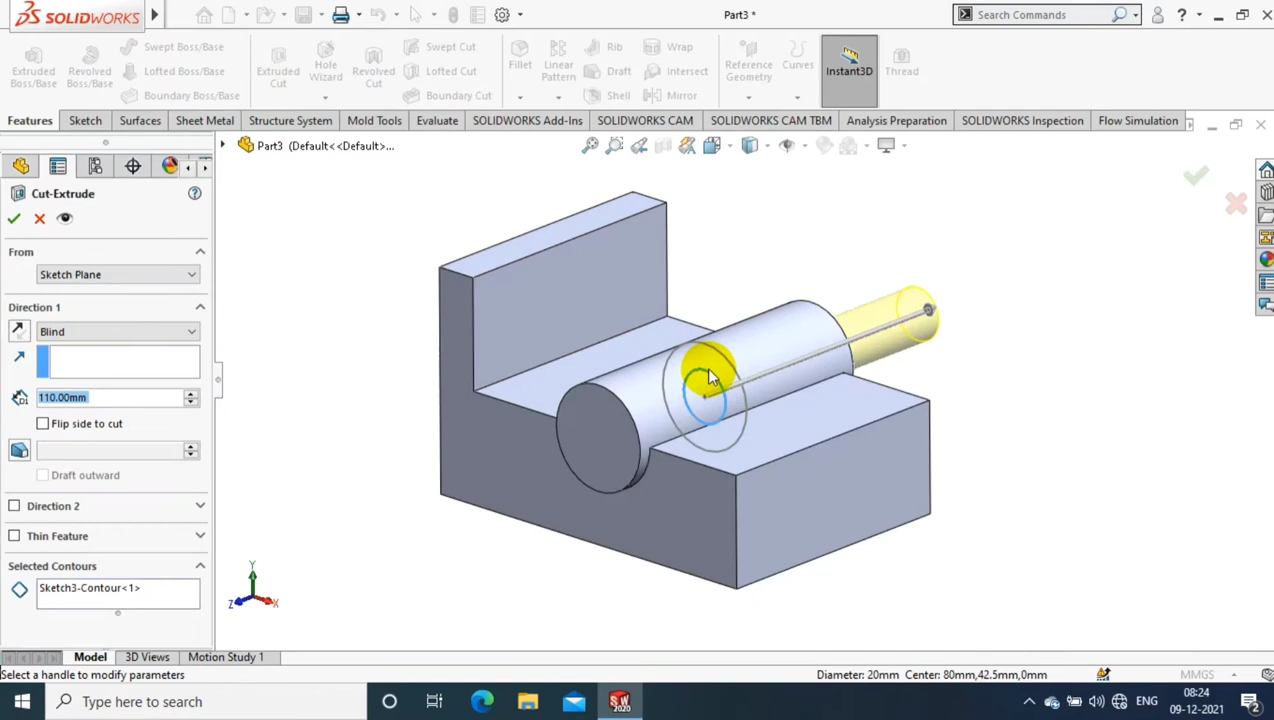 SOLIDWORKS
Part3 *
Search Commands
?
Extruded Boss/Base
Revolved Boss/Base
Swept Boss/Base
Lofted Boss/Base
Boundary Boss/Base
Extruded Cut
Hole Wizard
Revolved Cut
Swept Cut
Lofted Cut
Boundary Cut
Fillet
Linear Pattern
Rib
Draft
Shell
Wrap
Intersect
Mirror
Reference Geometry
Curves
Instant3D
Thread
Features Sketch Surfaces Sheet Metal Structure System Mold Tools Evaluate SOLIDWORKS Add-Ins SOLIDWORKS CAM SOLIDWORKS CAM TBM Analysis Preparation SOLIDWORKS Inspection Flow Simulation
Part3 (Default<<Default>...
Cut-Extrude
From
Sketch Plane
Direction 1
Blind
110.00mm
Flip side to cut
Draft outward
Direction 2
Thin Feature
Selected Contours
Sketch3-Contour<1>
Y
Z
X
Model 3D Views Motion Study 1
Select a handle to modify parameters
Diameter: 20mm Center: 80mm,42.5mm,0mm
MMGS
Type here to search
SW
2020
ENG
08:24
09-12-2021
2